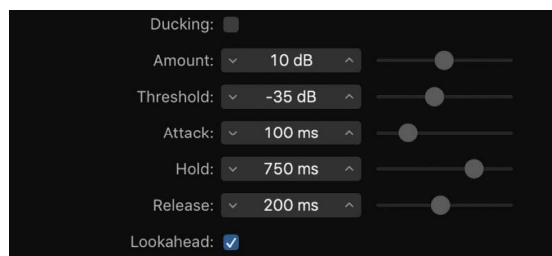 Ducking:
Amount: 10 dB
Threshold: -35 dB
Attack: 100 ms
Hold: 750 ms
Release: 200 ms
Lookahead: